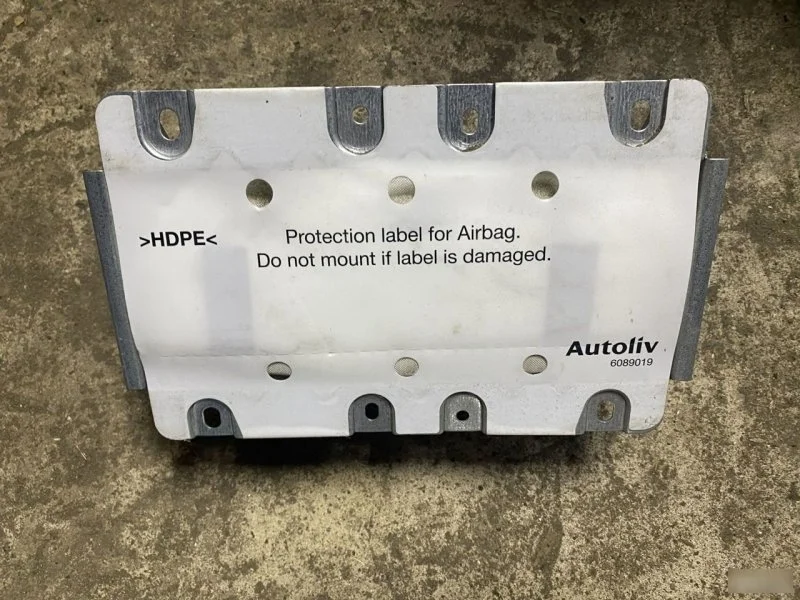 >HDPE<
Protection label for Airbag.
Do not mount if label is damaged.
Autoliv
6089019